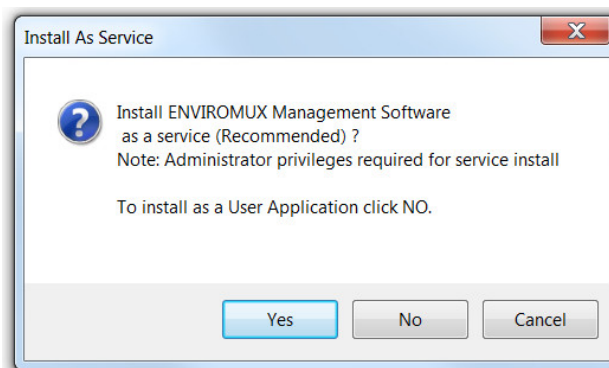 Install As Service
Install ENVIROMUX Management Software
as a service (Recommended) ?
Note: Administrator privileges required for service install
To install as a User Application click NO.
Yes
No
Cancel